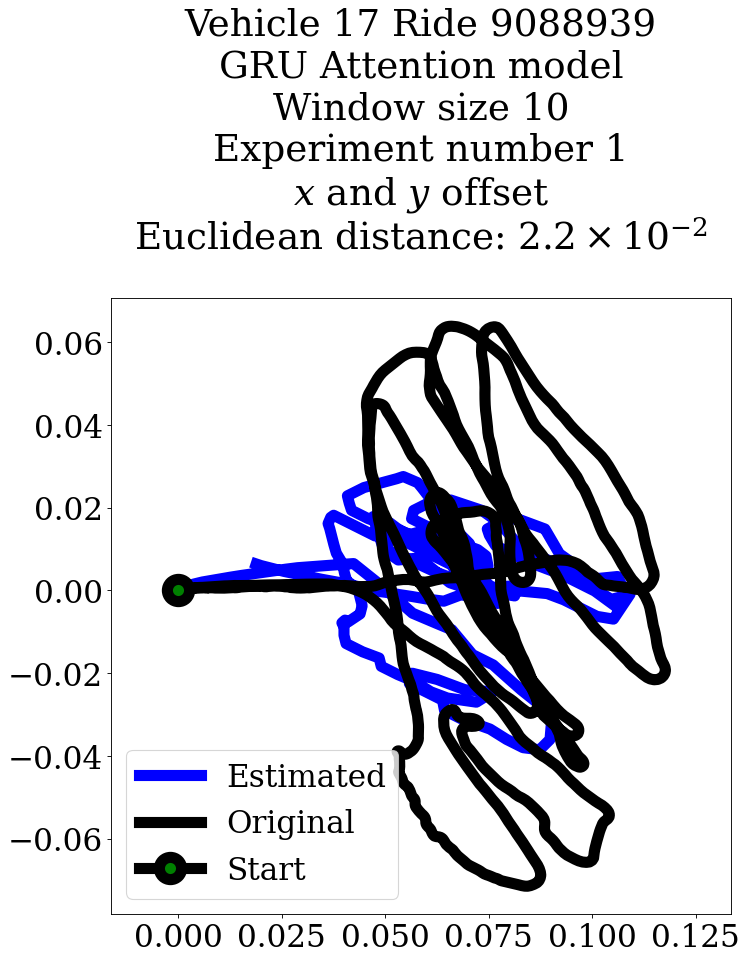 Vehicle 17 Ride 9088939
GRU Attention model
Window size 10
Experiment number 1
x and y offset
Euclidean distance: 2.2 × 10⁻²
0.06
0.04
0.02
0.00
−0.02
−0.04
−0.06
Estimated
Original
Start
0.000 0.025 0.050 0.075 0.100 0.125